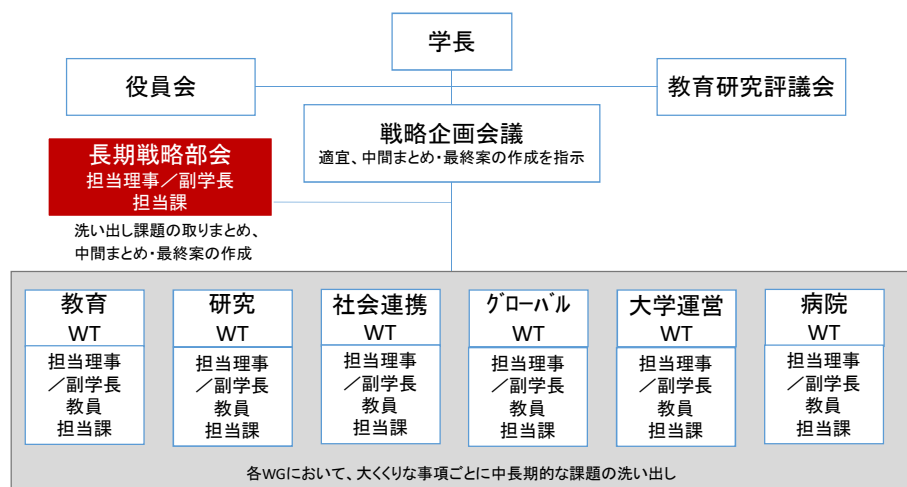 学長
役員会
教育研究評議会
戦略企画会議
適宜、中間まとめ・最終案の作成を指示
長期戦略部会
担当理事／副学長
担当課
洗い出し課題の取りまとめ、
中間まとめ・最終案の作成
教育
WT
担当理事
／副学長
教員
担当課
研究
WT
担当理事
／副学長
教員
担当課
社会連携
WT
担当理事
／副学長
教員
担当課
ｸﾞﾛｰﾊﾞﾙ
WT
担当理事
／副学長
教員
担当課
大学運営
WT
担当理事
／副学長
教員
担当課
病院
WT
担当理事
／副学長
教員
担当課
各WGにおいて、大くくりな事項ごとに中長期的な課題の洗い出し